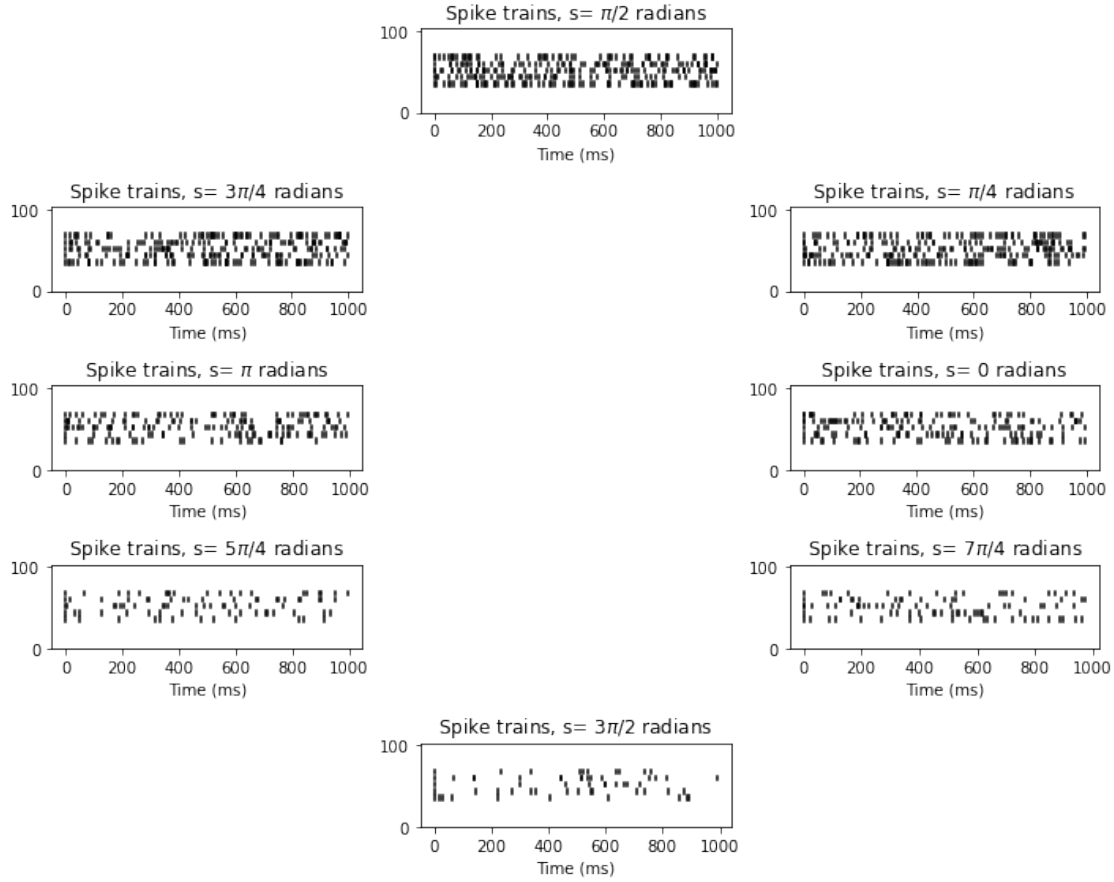 Spike trains, s= π/2 radians
100
0
0 200 400 600 800 1000
Time (ms)
Spike trains, s= 3π/4 radians
100
0
0 200 400 600 800 1000
Time (ms)
Spike trains, s= π/4 radians
100
0
0 200 400 600 800 1000
Time (ms)
Spike trains, s= π radians
100
0
0 200 400 600 800 1000
Time (ms)
Spike trains, s= 0 radians
100
0
0 200 400 600 800 1000
Time (ms)
Spike trains, s= 5π/4 radians
100
0
0 200 400 600 800 1000
Time (ms)
Spike trains, s= 7π/4 radians
100
0
0 200 400 600 800 1000
Time (ms)
Spike trains, s= 3π/2 radians
100
0
0 200 400 600 800 1000
Time (ms)